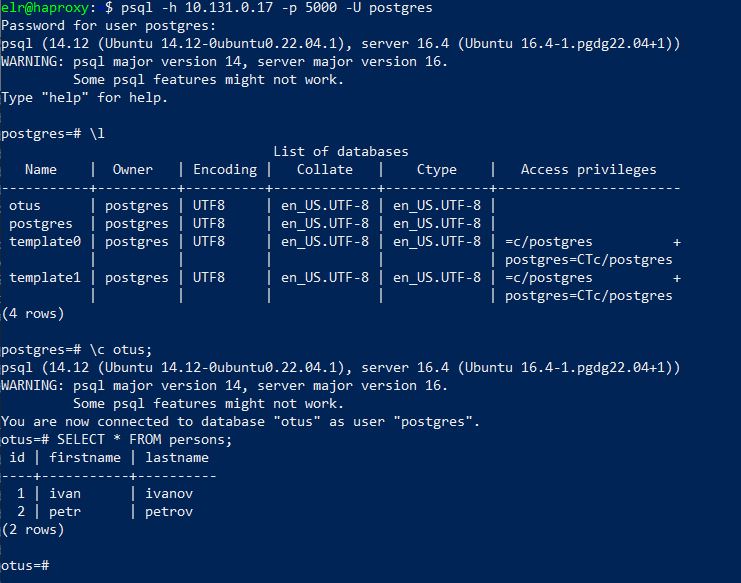 elr@haproxy: $ psql -h 10.131.0.17 -p 5000 -U postgres
Password for user postgres:
psql (14.12 (Ubuntu 14.12-0ubuntu0.22.04.1), server 16.4 (Ubuntu 16.4-1.pgdg22.04+1))
WARNING: psql major version 14, server major version 16.
         Some psql features might not work.
Type "help" for help.

postgres=# \l
                              List of databases
   Name    |  Owner   | Encoding |   Collate   |    Ctype    |   Access privileges
-----------+----------+----------+-------------+-------------+-----------------------
 otus      | postgres | UTF8     | en_US.UTF-8 | en_US.UTF-8 |
 postgres  | postgres | UTF8     | en_US.UTF-8 | en_US.UTF-8 |
 template0 | postgres | UTF8     | en_US.UTF-8 | en_US.UTF-8 | =c/postgres          +
           |          |          |             |             | postgres=CTc/postgres
 template1 | postgres | UTF8     | en_US.UTF-8 | en_US.UTF-8 | =c/postgres          +
           |          |          |             |             | postgres=CTc/postgres
(4 rows)

postgres=# \c otus;
psql (14.12 (Ubuntu 14.12-0ubuntu0.22.04.1), server 16.4 (Ubuntu 16.4-1.pgdg22.04+1))
WARNING: psql major version 14, server major version 16.
         Some psql features might not work.
You are now connected to database "otus" as user "postgres".
otus=# SELECT * FROM persons;
 id | firstname | lastname
----+-----------+----------
  1 | ivan      | ivanov
  2 | petr      | petrov
(2 rows)

otus=#